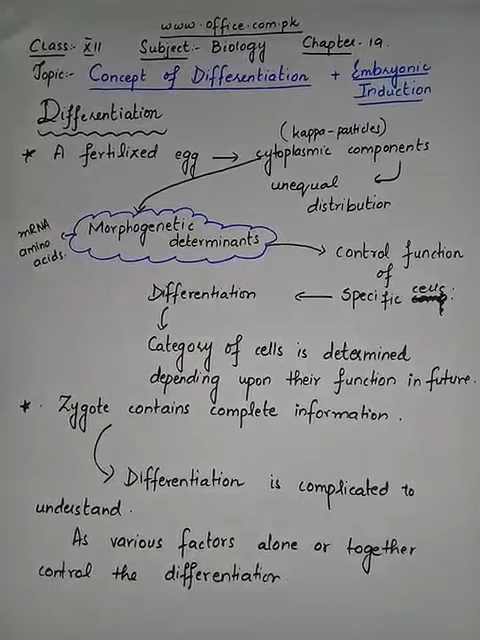 www.office.com.pk
Class:- XII Subject:- Biology Chapter-19.
Topic:- Concept of Differentiation + Embryonic Induction
Differentiation
(kappa-particles)
* A fertilized egg → cytoplasmic components
unequal
distribution
mRNA
amino
acids.
Morphogenetic
determinants
→ control function
of
Differentiation ← specific cells:
Category of cells is determined
depending upon their function in future.
* Zygote contains complete information.
Differentiation is complicated to
understand.
As various factors alone or together
control the differentiation.